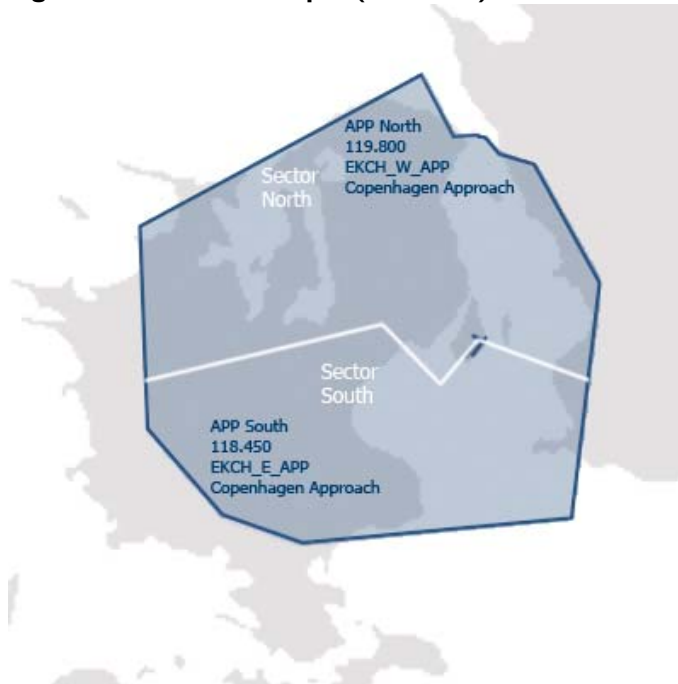 APP North
119.800
EKCH_W_APP
Copenhagen Approach
Sector
North
Sector
South
APP South
118.450
EKCH_E_APP
Copenhagen Approach